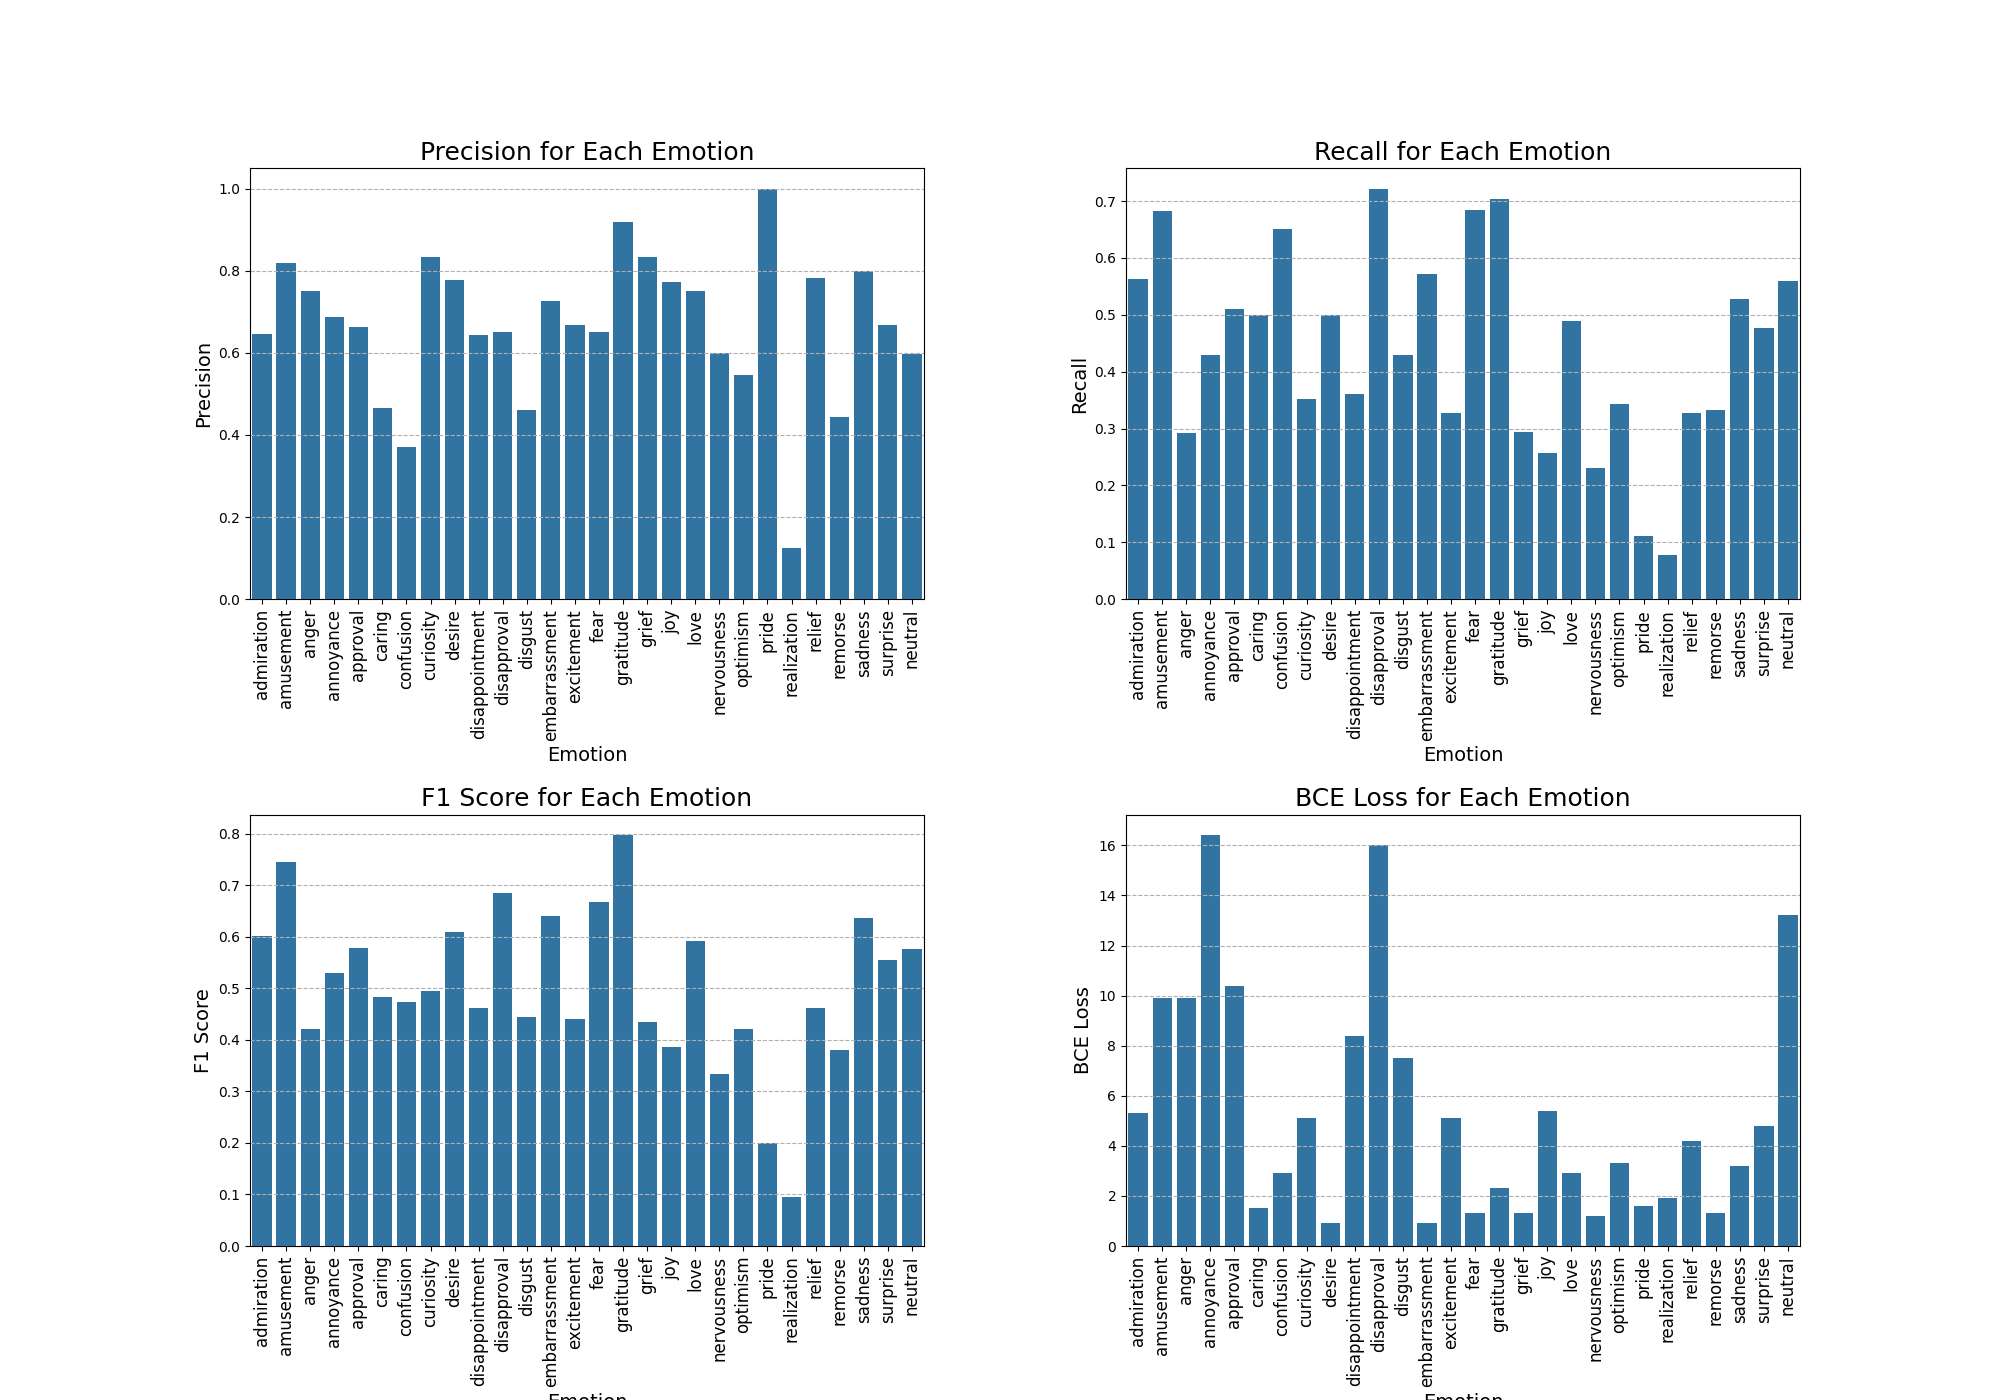 Precision for Each Emotion
1.0
0.8
0.6
0.4
0.2
0.0
Precision
admiration
amusement
anger
annoyance
approval
caring
confusion
curiosity
desire
disappointment
disapproval
disgust
embarrassment
excitement
fear
gratitude
grief
joy
love
nervousness
optimism
pride
realization
relief
remorse
sadness
surprise
neutral
Emotion
Recall for Each Emotion
0.7
0.6
0.5
0.4
0.3
0.2
0.1
0.0
Recall
admiration
amusement
anger
annoyance
approval
caring
confusion
curiosity
desire
disappointment
disapproval
disgust
embarrassment
excitement
fear
gratitude
grief
joy
love
nervousness
optimism
pride
realization
relief
remorse
sadness
surprise
neutral
Emotion
F1 Score for Each Emotion
0.8
0.7
0.6
0.5
0.4
0.3
0.2
0.1
0.0
F1 Score
admiration
amusement
anger
annoyance
approval
caring
confusion
curiosity
desire
disappointment
disapproval
disgust
embarrassment
excitement
fear
gratitude
grief
joy
love
nervousness
optimism
pride
realization
relief
remorse
sadness
surprise
neutral
Emotion
BCE Loss for Each Emotion
16
14
12
10
8
6
4
2
0
BCE Loss
admiration
amusement
anger
annoyance
approval
caring
confusion
curiosity
desire
disappointment
disapproval
disgust
embarrassment
excitement
fear
gratitude
grief
joy
love
nervousness
optimism
pride
realization
relief
remorse
sadness
surprise
neutral
Emotion